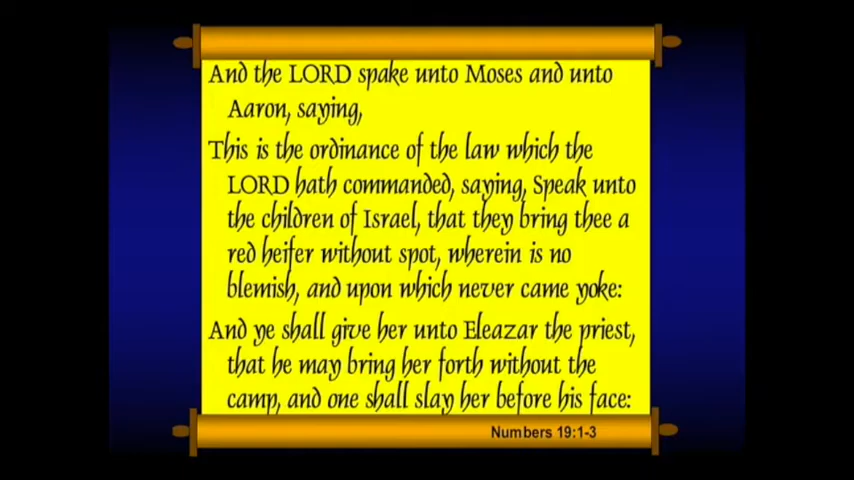 And the LORD spake unto Moses and unto
Aaron, saying,
This is the ordinance of the law which the
LORD hath commanded, saying, Speak unto
the children of Israel, that they bring thee a
red heifer without spot, wherein is no
blemish, and upon which never came yoke:
And ye shall give her unto Eleazar the priest,
that he may bring her forth without the
camp, and one shall slay her before his face:
Numbers 19:1-3